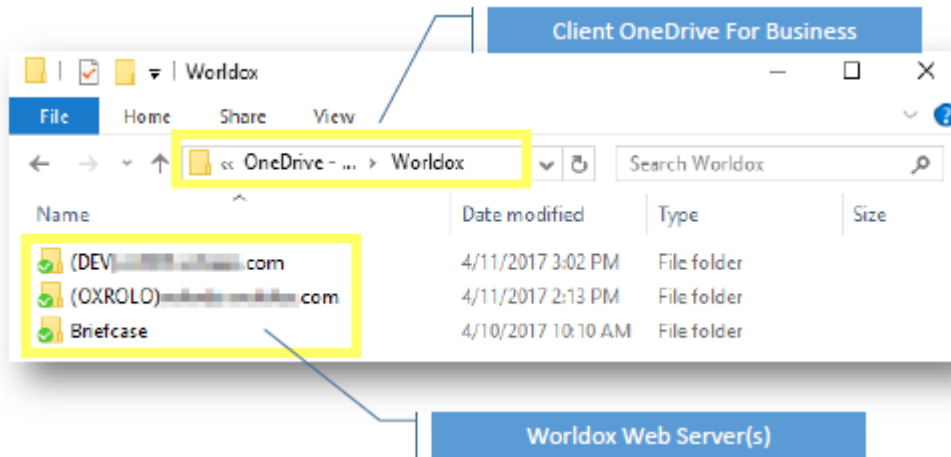 Client OneDrive For Business
Worldox
File Home Share View
« OneDrive - ... › Worldox Search Worldox
Name Date modified Type Size
(DEV) .com 4/11/2017 3:02 PM File folder
(OXROLO) .com 4/11/2017 2:13 PM File folder
Briefcase 4/10/2017 10:10 AM File folder
Worldox Web Server(s)